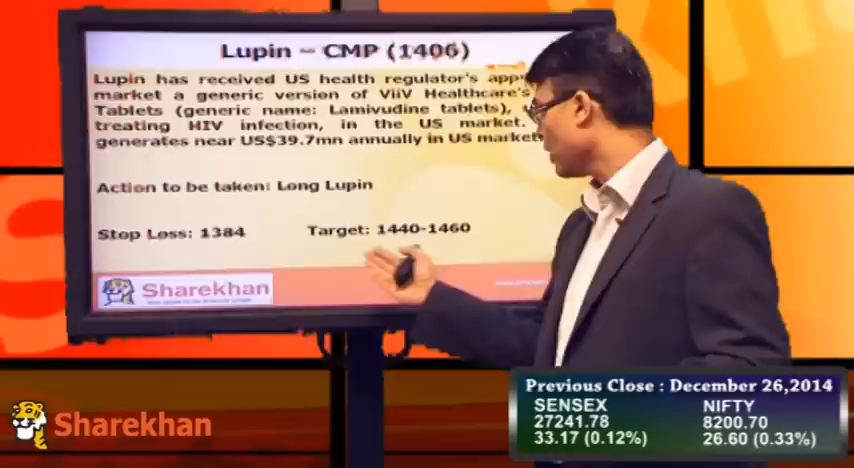 Lupin – CMP (1406)
Lupin has received US health regulator's
market a generic version of ViiV Healthcare's
Tablets (generic name: Lamivudine tablets),
treating HIV infection, in the US market.
generates near US$39.7mn annually in US market
Action to be taken: Long Lupin
Stop Loss: 1384 Target: 1440-1460
Sharekhan
Sharekhan
Previous Close : December 26,2014
SENSEX NIFTY
27241.78 8200.70
33.17 (0.12%) 26.60 (0.33%)